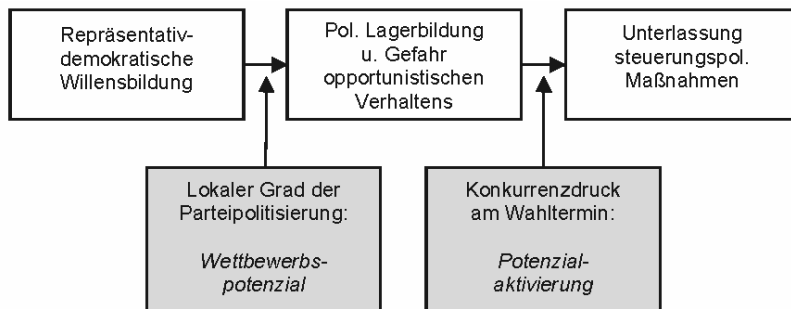 Repräsentativ-
demokratische
Willensbildung
Pol. Lagerbildung
u. Gefahr
opportunistischen
Verhaltens
Unterlassung
steuerungspol.
Maßnahmen
Lokaler Grad der
Parteipolitisierung:
Wettbewerbs-
potenzial
Konkurrenzdruck
am Wahltermin:
Potenzial-
aktivierung